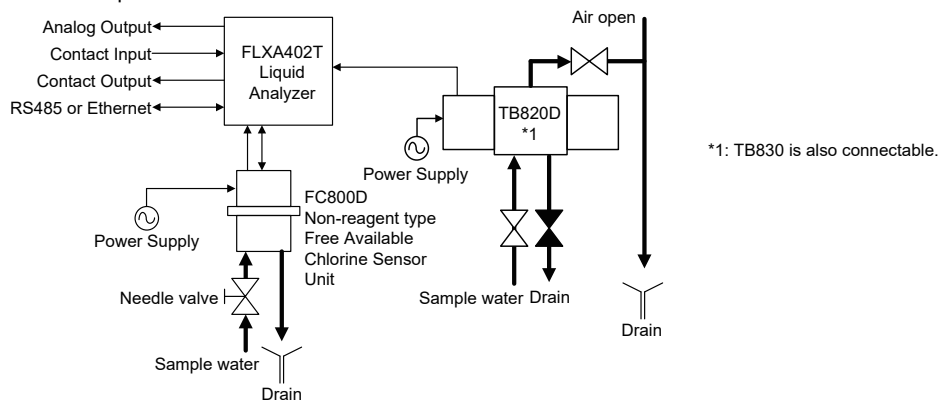 Air open
Analog Output
Contact Input
Contact Output
RS485 or Ethernet
FLXA402T
Liquid
Analyzer
TB820D
*1
*1: TB830 is also connectable.
Power Supply
FC800D
Non-reagent type
Free Available
Chlorine Sensor
Unit
Power Supply
Needle valve
Sample water
Drain
Sample water
Drain
Drain